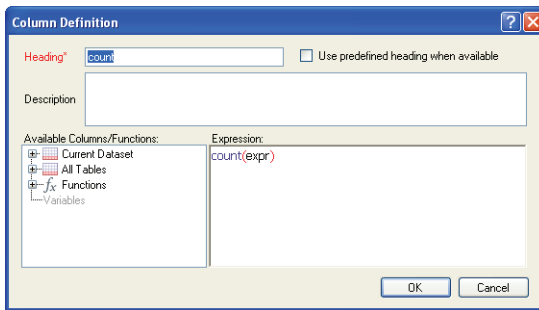 Column Definition
Heading* count Use predefined heading when available
Description
Available Columns/Functions: Expression:
Current Dataset count(expr)
All Tables
fx Functions
Variables
OK Cancel